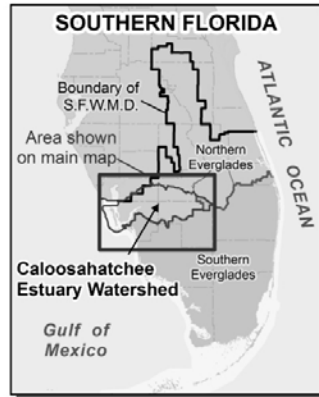 SOUTHERN FLORIDA
Boundary of
S.F.W.M.D.
Area shown
on main map
ATLANTIC OCEAN
Northern
Everglades
Southern
Everglades
Caloosahatchee
Estuary Watershed
Gulf of
Mexico